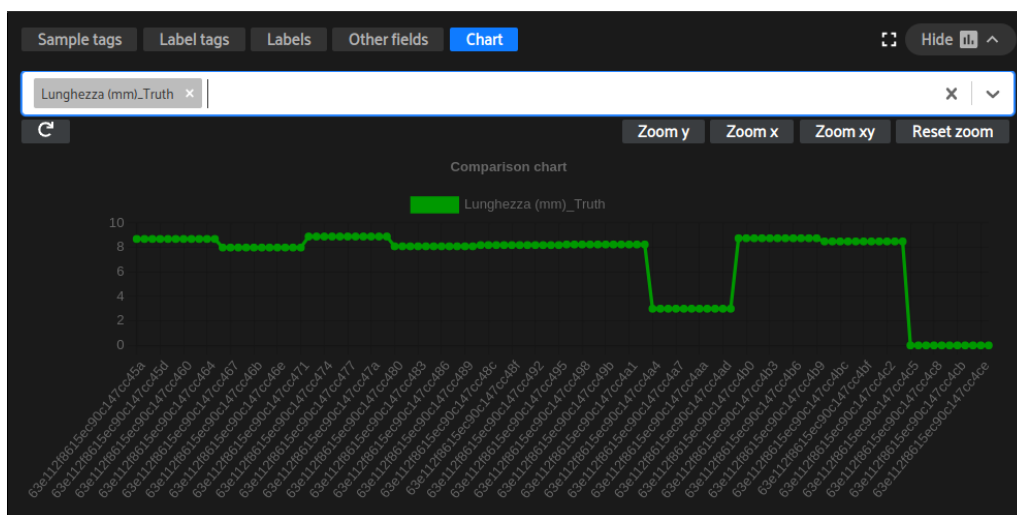 Sample tags Label tags Labels Other fields Chart Hide
Lunghezza (mm)_Truth
Zoom y Zoom x Zoom xy Reset zoom
Comparison chart
Lunghezza (mm)_Truth
10
8
6
4
2
0
63e112f8615ec90c147cc45a
63e112f8615ec90c147cc45d
63e112f8615ec90c147cc460
63e112f8615ec90c147cc464
63e112f8615ec90c147cc467
63e112f8615ec90c147cc46b
63e112f8615ec90c147cc46e
63e112f8615ec90c147cc471
63e112f8615ec90c147cc474
63e112f8615ec90c147cc477
63e112f8615ec90c147cc47a
63e112f8615ec90c147cc480
63e112f8615ec90c147cc483
63e112f8615ec90c147cc486
63e112f8615ec90c147cc489
63e112f8615ec90c147cc48c
63e112f8615ec90c147cc48f
63e112f8615ec90c147cc492
63e112f8615ec90c147cc495
63e112f8615ec90c147cc498
63e112f8615ec90c147cc49b
63e112f8615ec90c147cc4a1
63e112f8615ec90c147cc4a4
63e112f8615ec90c147cc4a7
63e112f8615ec90c147cc4aa
63e112f8615ec90c147cc4ad
63e112f8615ec90c147cc4b0
63e112f8615ec90c147cc4b3
63e112f8615ec90c147cc4b6
63e112f8615ec90c147cc4b9
63e112f8615ec90c147cc4bc
63e112f8615ec90c147cc4bf
63e112f8615ec90c147cc4c2
63e112f8615ec90c147cc4c5
63e112f8615ec90c147cc4c8
63e112f8615ec90c147cc4cb
63e112f8615ec90c147cc4ce